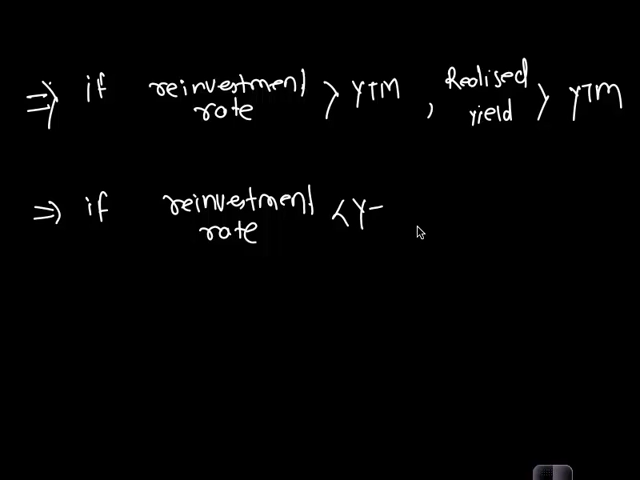 ⇒ if reinvestment rate > YTM, Realised yield > YTM
⇒ if reinvestment rate < Y-